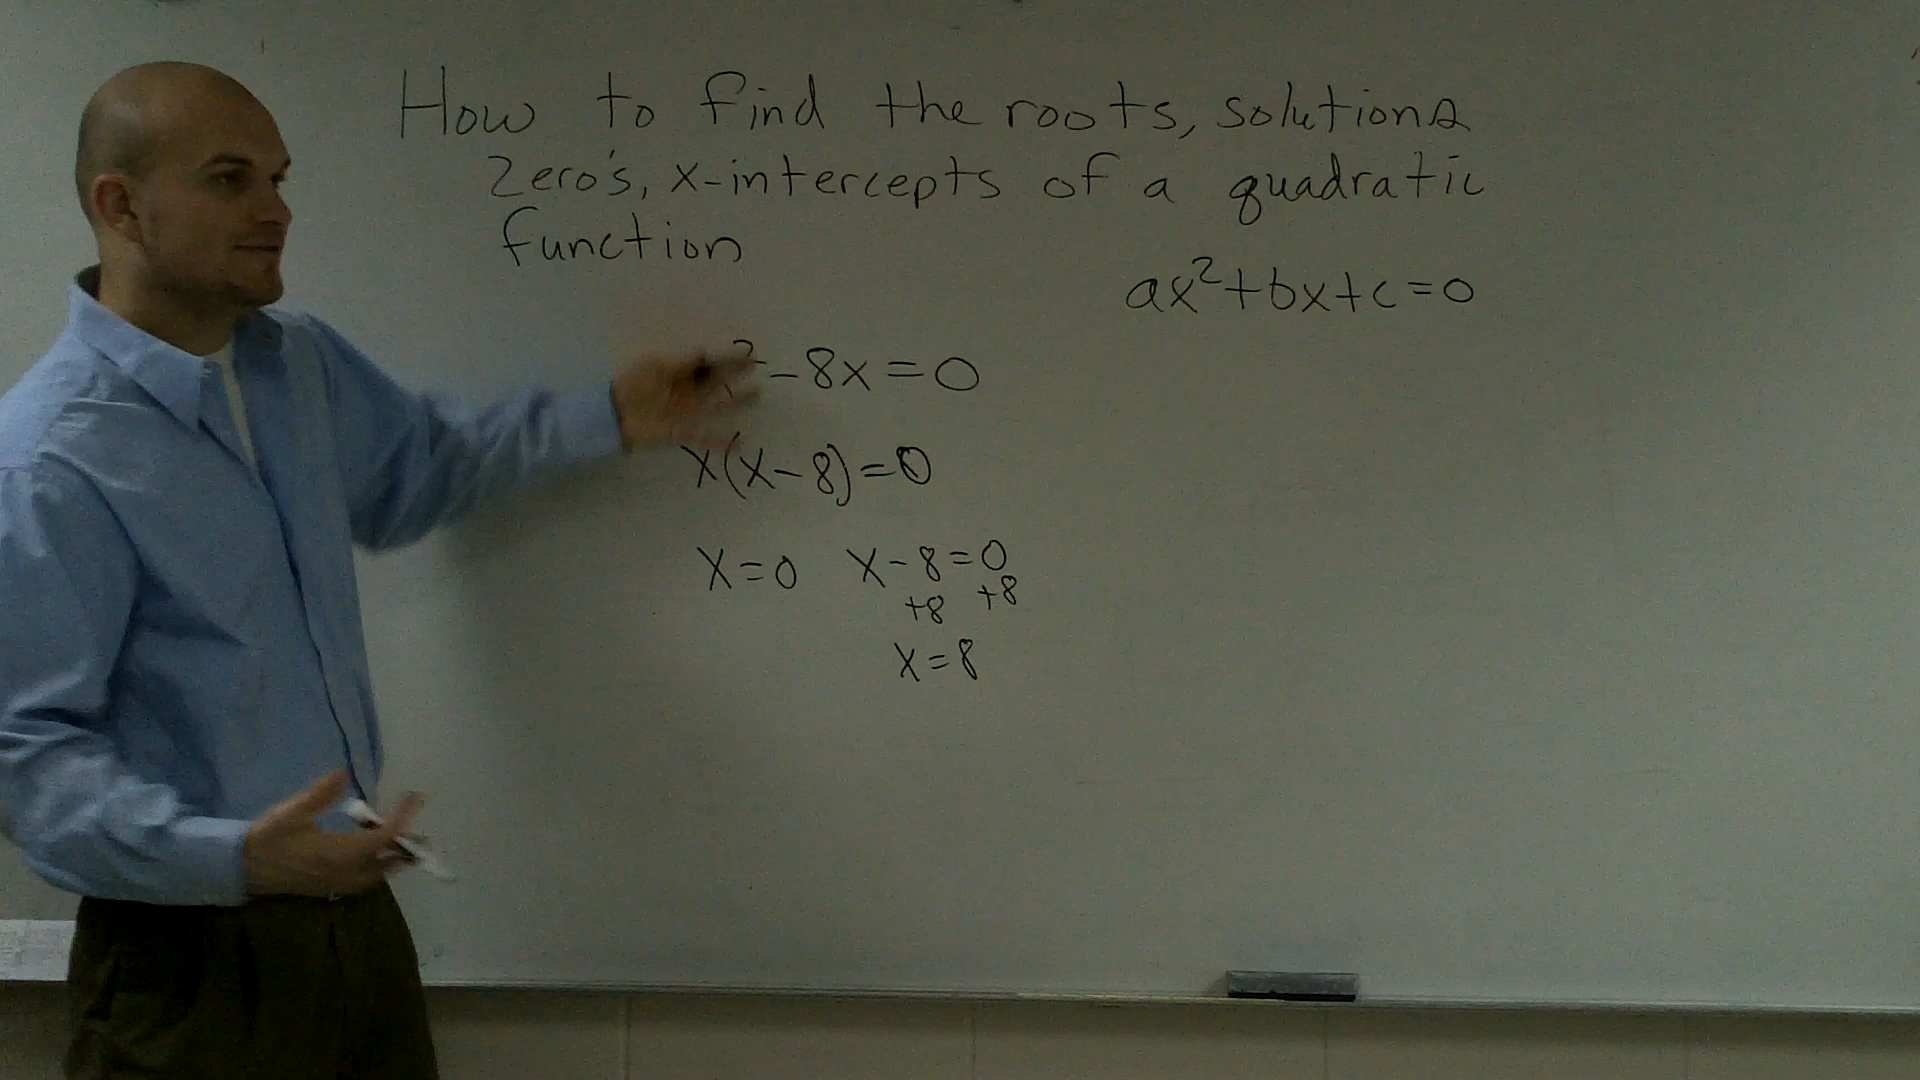 How to find the roots, solutions
zero's, x-intercepts of a quadratic
function
ax²+bx+c=0
²-8x=0
x(x-8)=0
x=0 x-8=0
+8 +8
x=8